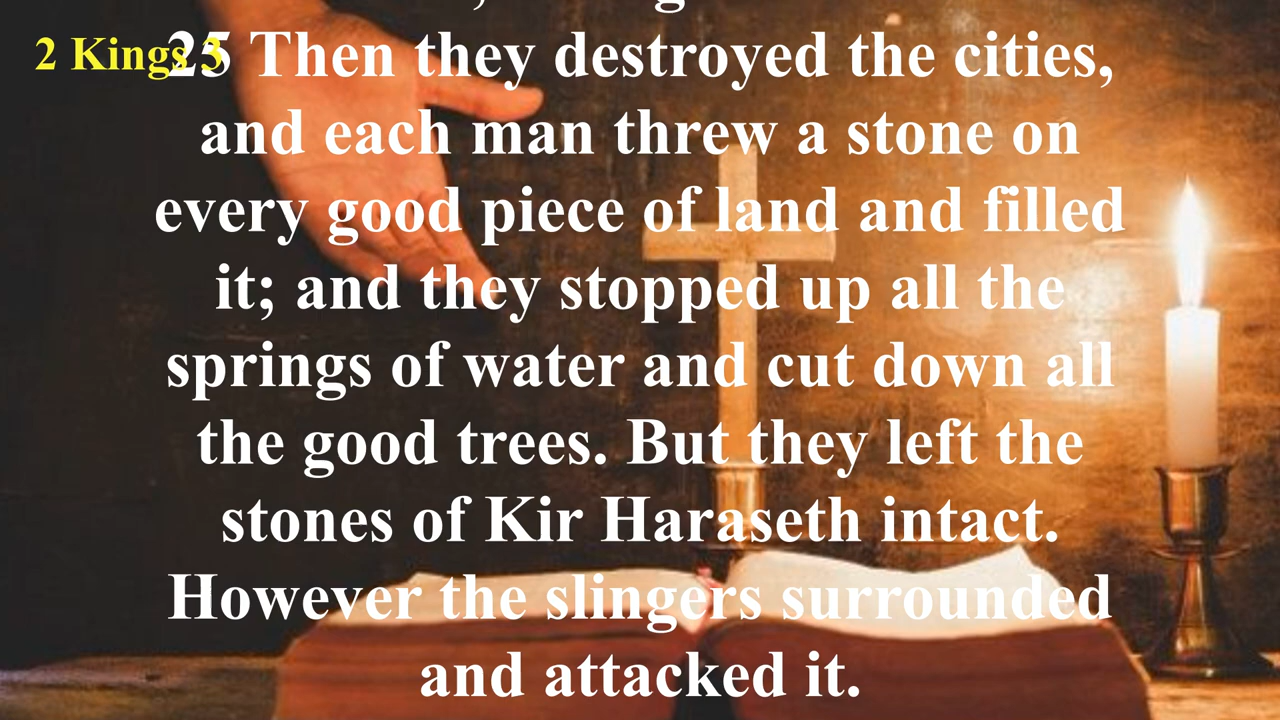 2 Kings 3
25 Then they destroyed the cities,
and each man threw a stone on
every good piece of land and filled
it; and they stopped up all the
springs of water and cut down all
the good trees. But they left the
stones of Kir Haraseth intact.
However the slingers surrounded
and attacked it.